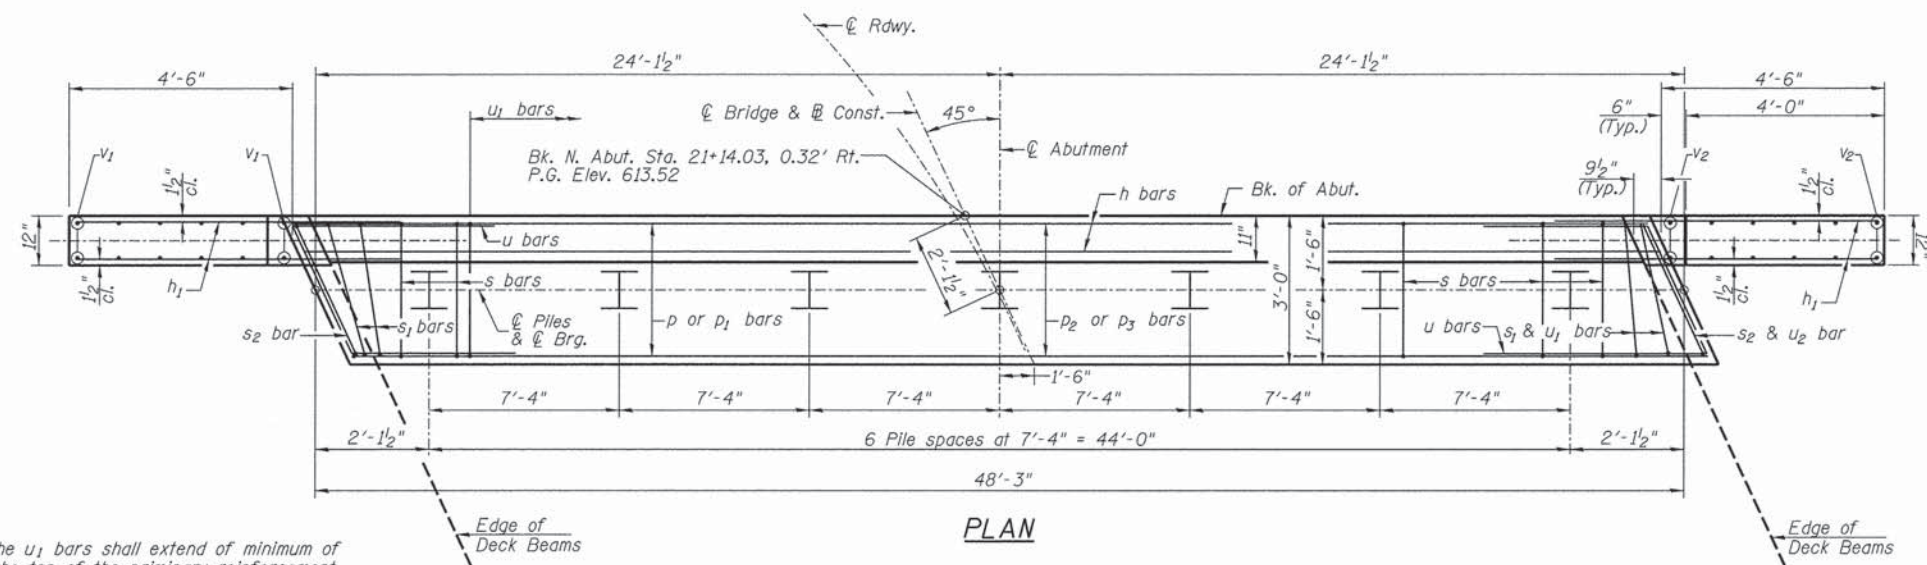 ℄ Rdwy.
24'-1½"
24'-1½"
4'-6"
4'-6"
u₁ bars
℄ Bridge & ⅊ Const.
45°
6"
(Typ.)
4'-0"
v₁
v₁
1½"
cl.
Bk. N. Abut. Sta. 21+14.03, 0.32' Rt.
P.G. Elev. 613.52
℄ Abutment
v₂
v₂
9½"
(Typ.)
1½"
cl.
h bars
Bk. of Abut.
12"
u bars
2'-1½"
11"
1'-6"
3'-0"
12"
1½"
cl.
h₁
s bars
s bars
1½"
cl.
h₁
s₂ bar
s₁ bars
℄ Piles
& ℄ Brg.
p or p₁ bars
p₂ or p₃ bars
1'-6"
u bars
s₁ & u₁ bars
s₂ & u₂ bar
1'-6"
7'-4"
7'-4"
7'-4"
7'-4"
7'-4"
7'-4"
2'-1½"
6 Pile spaces at 7'-4" = 44'-0"
2'-1½"
48'-3"
Edge of
Deck Beams
PLAN
Edge of
Deck Beams
he u₁ bars shall extend of minimum of